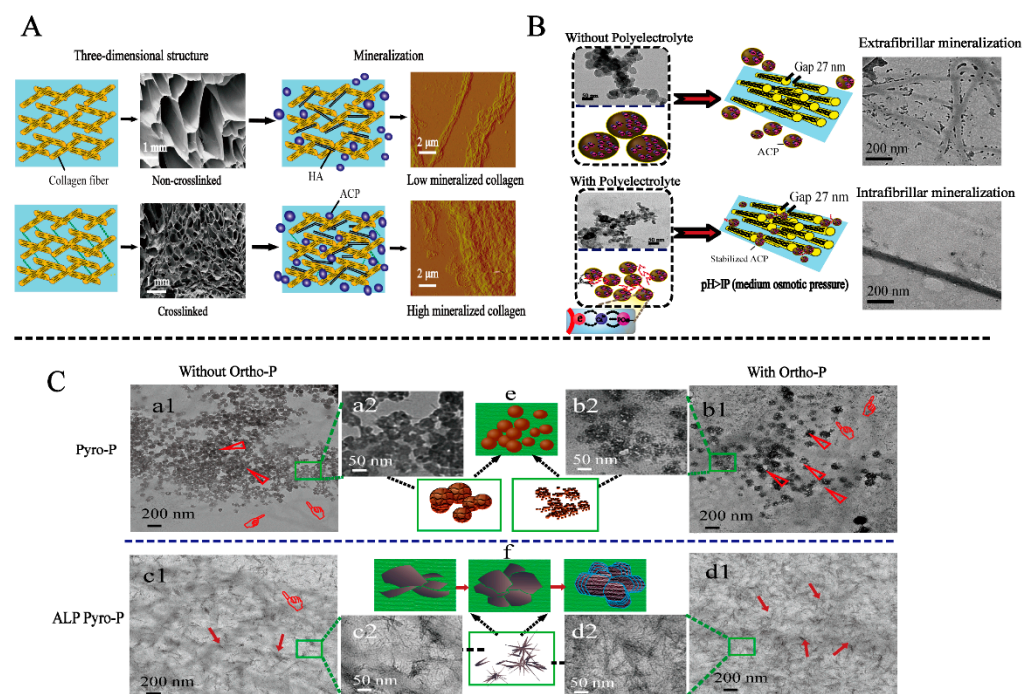 A
Three-dimensional structure
Mineralization
1 mm
2 μm
Collagen fiber
Non-crosslinked
HA
Low mineralized collagen
ACP
1 mm
2 μm
Crosslinked
High mineralized collagen
B
Without Polyelectrolyte
Extrafibrillar mineralization
Gap 27 nm
50 nm
ACP
200 nm
With Polyelectrolyte
Intrafibrillar mineralization
Gap 27 nm
50 nm
Stabilized ACP
pH>IP (medium osmotic pressure)
200 nm
e
C
Without Ortho-P
With Ortho-P
a1
a2
e
b2
b1
Pyro-P
50 nm
50 nm
200 nm
200 nm
c1
f
d1
ALP Pyro-P
c2
d2
200 nm
50 nm
50 nm
200 nm